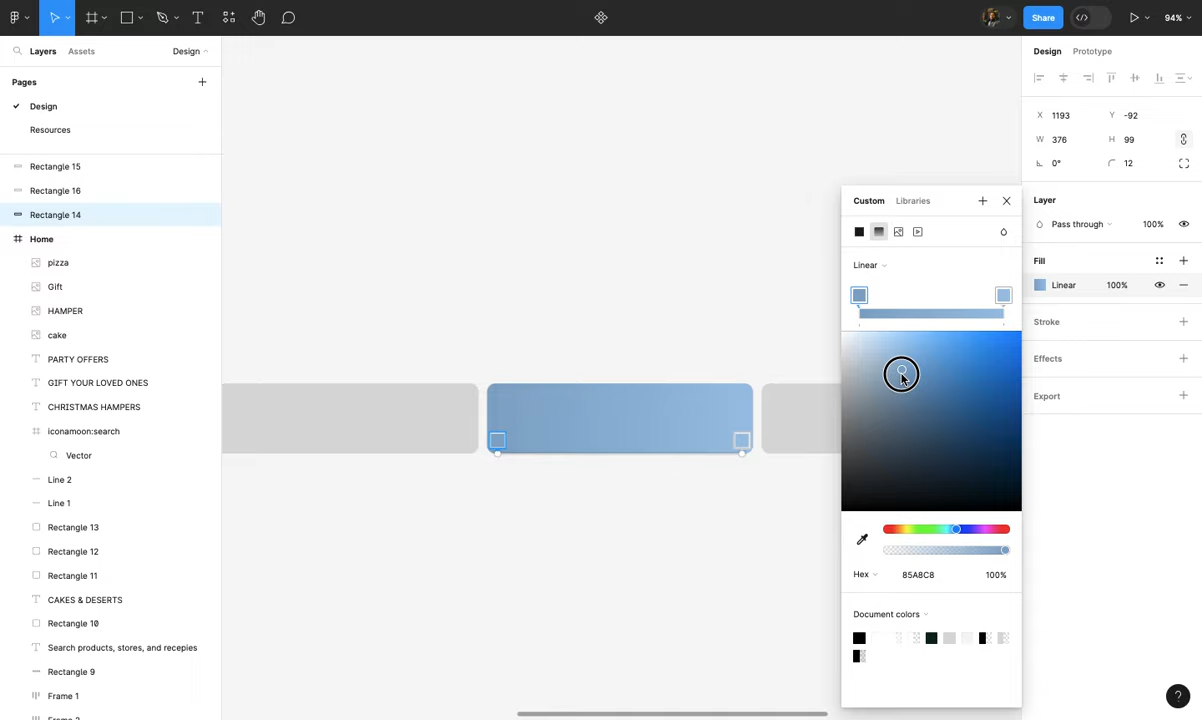 Share
94%
Layers
Assets
Design
Pages
Design
Resources
Rectangle 15
Rectangle 16
Rectangle 14
Home
pizza
Gift
HAMPER
cake
PARTY OFFERS
GIFT YOUR LOVED ONES
CHRISTMAS HAMPERS
iconamoon:search
Vector
Line 2
Line 1
Rectangle 13
Rectangle 12
Rectangle 11
CAKES & DESERTS
Rectangle 10
Search products, stores, and recepies
Rectangle 9
Frame 1
Frame 2
Custom
Libraries
Linear
Hex
85A8C8
100%
Document colors
Design
Prototype
X 1193 Y -92
W 376 H 99
0° 12
Layer
Pass through 100%
Fill
Linear 100%
Stroke
Effects
Export
?